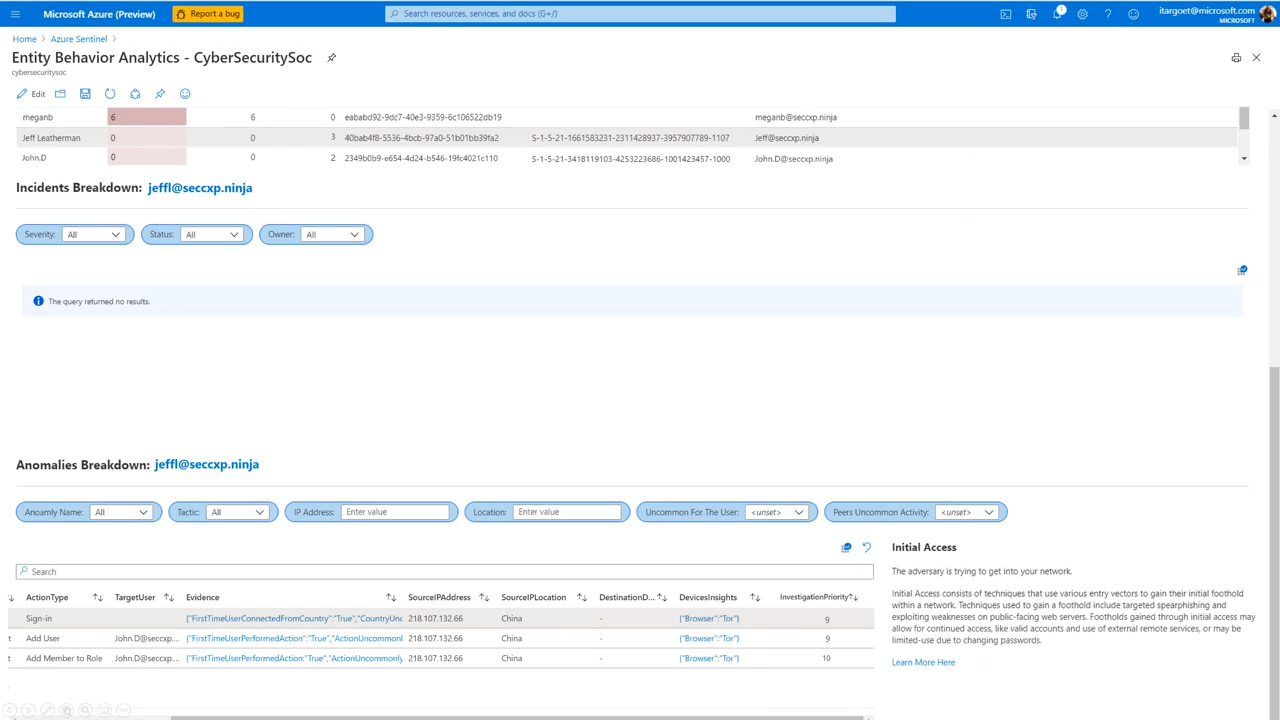 Microsoft Azure (Preview) Report a bug Search resources, services, and docs (G+/) 1 itargoet@microsoft.com
MICROSOFT
Home > Azure Sentinel >
Entity Behavior Analytics - CyberSecuritySoc
cybersecuritysoc
Edit
meganb 6 6 0 eababd92-9dc7-40e3-9359-6c106522db19 meganb@seccxp.ninja
Jeff Leatherman 0 0 3 40bab4f8-5536-4bcb-97a0-51b01bb39fa2 S-1-5-21-1661583231-2311428937-3957907789-1107 Jeff@seccxp.ninja
John.D 0 0 2 2349b0b9-e654-4d24-b546-19fc4021c110 S-1-5-21-3418119103-4253223686-1001423457-1000 John.D@seccxp.ninja
Incidents Breakdown: jeffl@seccxp.ninja
Severity: All Status: All Owner: All
The query returned no results.
Anomalies Breakdown: jeffl@seccxp.ninja
Anoamly Name: All Tactic: All IP Address: Enter value Location: Enter value Uncommon For The User: <unset> Peers Uncommon Activity: <unset>
Search
ActionType TargetUser Evidence SourceIPAddress SourceIPLocation DestinationD... DevicesInsights InvestigationPriority
Sign-in {"FirstTimeUserConnectedFromCountry":"True","CountryUnc 218.107.132.66 China - {"Browser":"Tor"} 9
t Add User John.D@seccxp.... {"FirstTimeUserPerformedAction":"True","ActionUncommonl 218.107.132.66 China - {"Browser":"Tor"} 9
t Add Member to Role John.D@seccxp.... {"FirstTimeUserPerformedAction:"True","ActionUncommonly 218.107.132.66 China - {"Browser":"Tor"} 10
Initial Access
The adversary is trying to get into your network.
Initial Access consists of techniques that use various entry vectors to gain their initial foothold
within a network. Techniques used to gain a foothold include targeted spearphishing and
exploiting weaknesses on public-facing web servers. Footholds gained through initial access may
allow for continued access, like valid accounts and use of external remote services, or may be
limited-use due to changing passwords.
Learn More Here